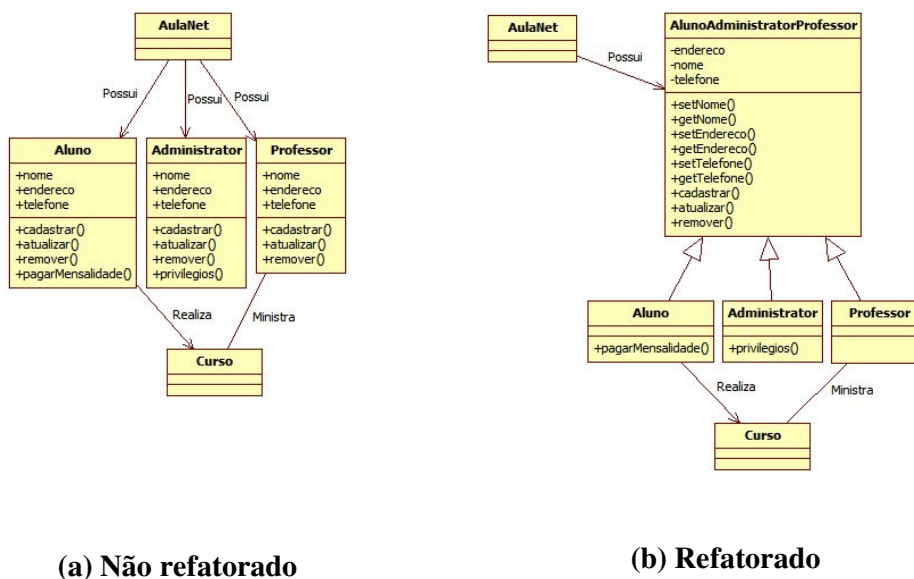 AulaNet
Possui
Possui
Possui
Aluno
+nome
+endereco
+telefone
+cadastrar()
+atualizar()
+remover()
+pagarMensalidade()
Administrator
+nome
+endereco
+telefone
+cadastrar()
+atualizar()
+remover()
+privilegios()
Professor
+nome
+endereco
+telefone
+cadastrar()
+atualizar()
+remover()
Realiza
Ministra
Curso
(a) Não refatorado
AulaNet
Possui
AlunoAdministratorProfessor
-endereco
-nome
-telefone
+setNome()
+getNome()
+setEndereco()
+getEndereco()
+setTelefone()
+getTelefone()
+cadastrar()
+atualizar()
+remover()
Aluno
+pagarMensalidade()
Administrator
+privilegios()
Professor
Realiza
Ministra
Curso
(b) Refatorado